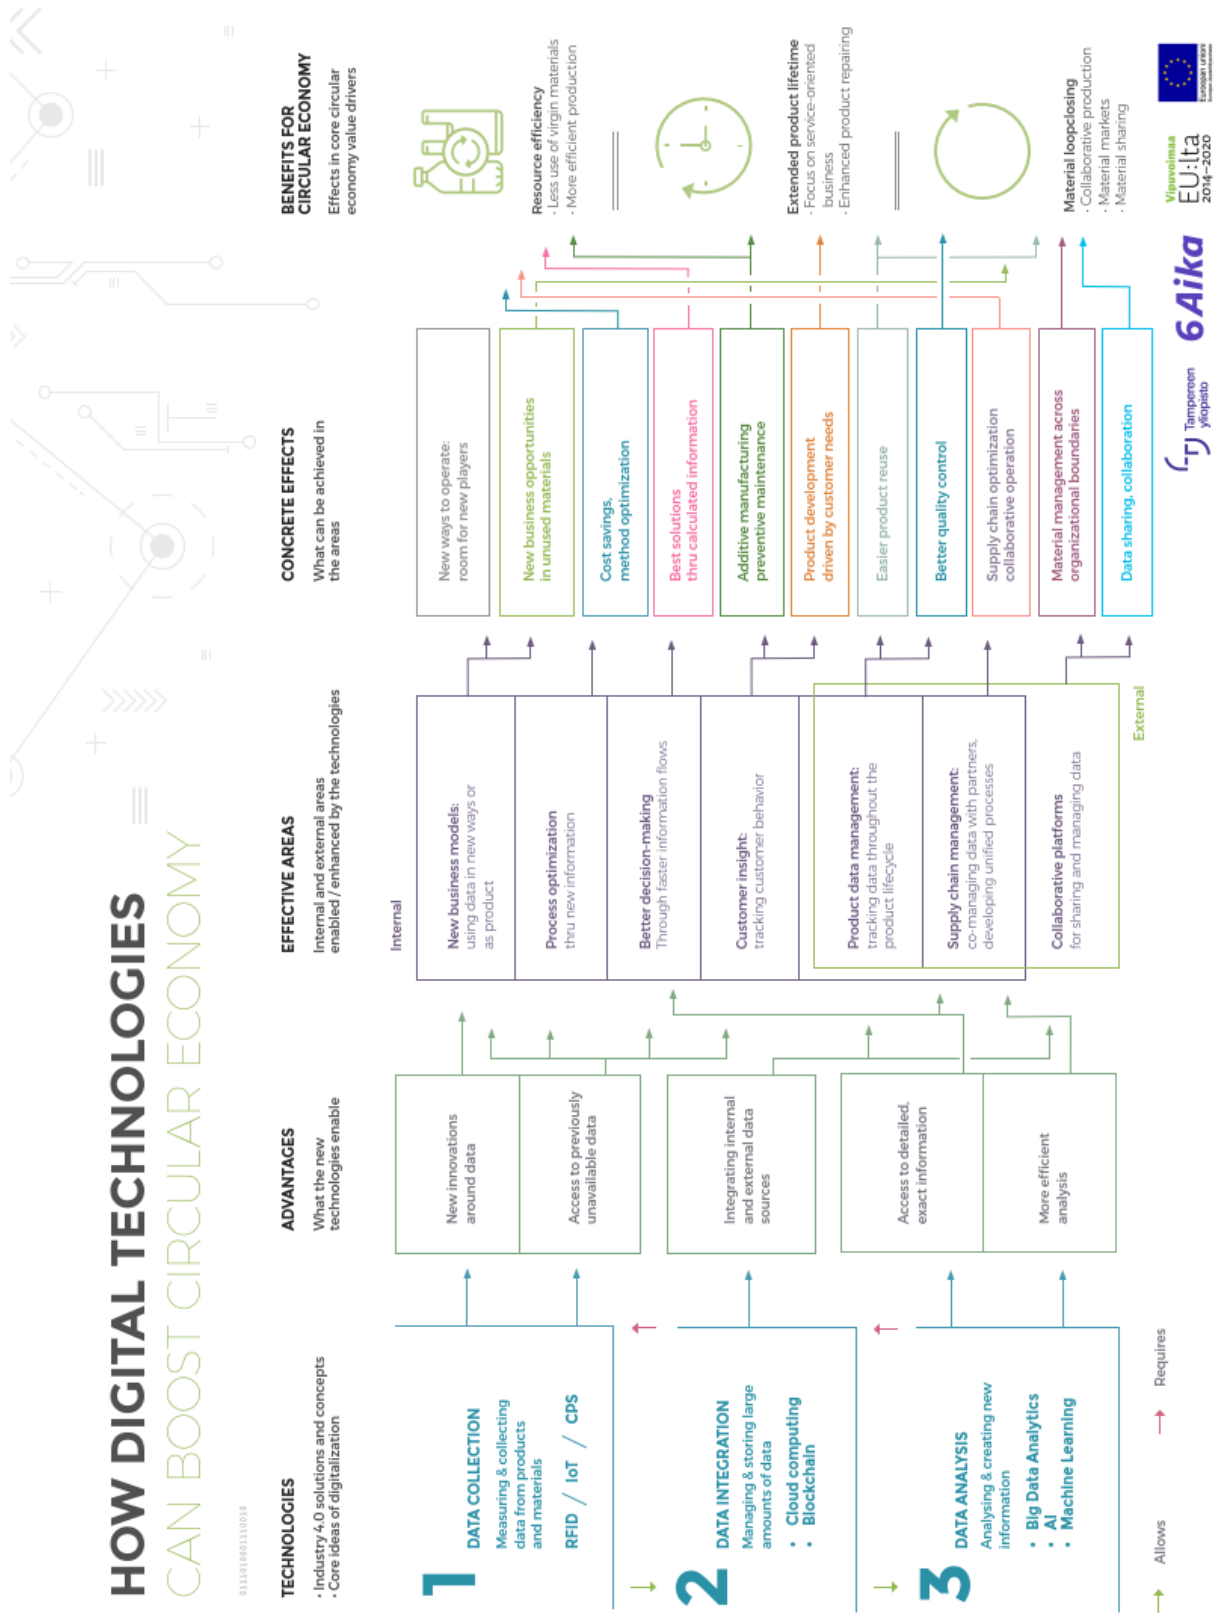 HOW DIGITAL TECHNOLOGIES
CAN BOOST CIRCULAR ECONOMY
TECHNOLOGIES
· Industry 4.0 solutions and concepts
· Core ideas of digitalization
1
DATA COLLECTION
Measuring & collecting
data from products
and materials
RFID / IoT / CPS
2
DATA INTEGRATION
Managing & storing large
amounts of data
• Cloud computing
• Blockchain
3
DATA ANALYSIS
Analysing & creating new
information
• Big Data Analytics
• AI
• Machine Learning
Allows
Requires
ADVANTAGES
What the new
technologies enable
New innovations
around data
Access to previously
unavailable data
Integrating internal
and external data
sources
Access to detailed,
exact information
More efficient
analysis
EFFECTIVE AREAS
Internal and external areas
enabled / enhanced by the technologies
Internal
New business models:
using data in new ways or
as product
Process optimization
thru new information
Better decision-making
Through faster information flows
Customer insight:
tracking customer behavior
Product data management:
tracking data throughout the
product lifecycle
Supply chain management:
co-managing data with partners,
developing unified processes
Collaborative platforms
for sharing and managing data
External
CONCRETE EFFECTS
What can be achieved in
the areas
New ways to operate:
room for new players
New business opportunities
in unused materials
Cost savings,
method optimization
Best solutions
thru calculated information
Additive manufacturing
preventive maintenance
Product development
driven by customer needs
Easier product reuse
Better quality control
Supply chain optimization
collaborative operation
Material management across
organizational boundaries
Data sharing, collaboration
BENEFITS FOR
CIRCULAR ECONOMY
Effects in core circular
economy value drivers
Resource efficiency
· Less use of virgin materials
· More efficient production
Extended product lifetime
· Focus on service-oriented
business
· Enhanced product repairing
Material loopclosing
· Collaborative production
· Material markets
· Material sharing
Tampereen
yliopisto
6Aika
Vipuvoimaa
EU:lta
2014–2020
Euroopan unioni